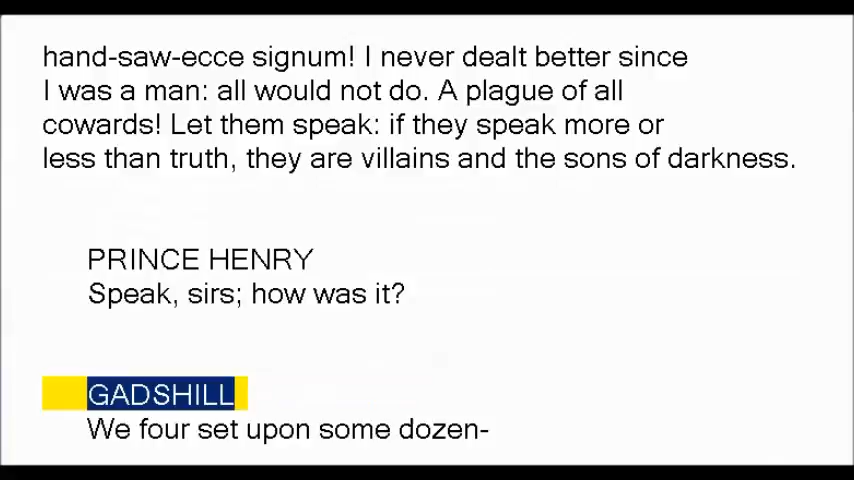 hand-saw-ecce signum! I never dealt better since
I was a man: all would not do. A plague of all
cowards! Let them speak: if they speak more or
less than truth, they are villains and the sons of darkness.
PRINCE HENRY
Speak, sirs; how was it?
GADSHILL
We four set upon some dozen-